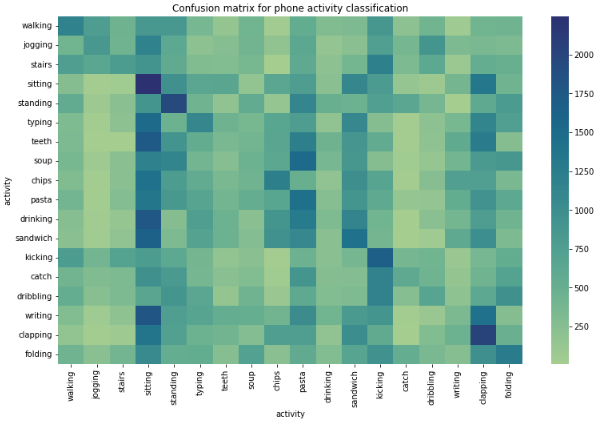 Confusion matrix for phone activity classification
walking
jogging
stairs
sitting
standing
typing
teeth
soup
chips
pasta
drinking
sandwich
kicking
catch
dribbling
writing
clapping
folding
activity
walking
jogging
stairs
sitting
standing
typing
teeth
soup
chips
pasta
drinking
sandwich
kicking
catch
dribbling
writing
clapping
folding
activity
2000
1750
1500
1250
1000
750
500
250